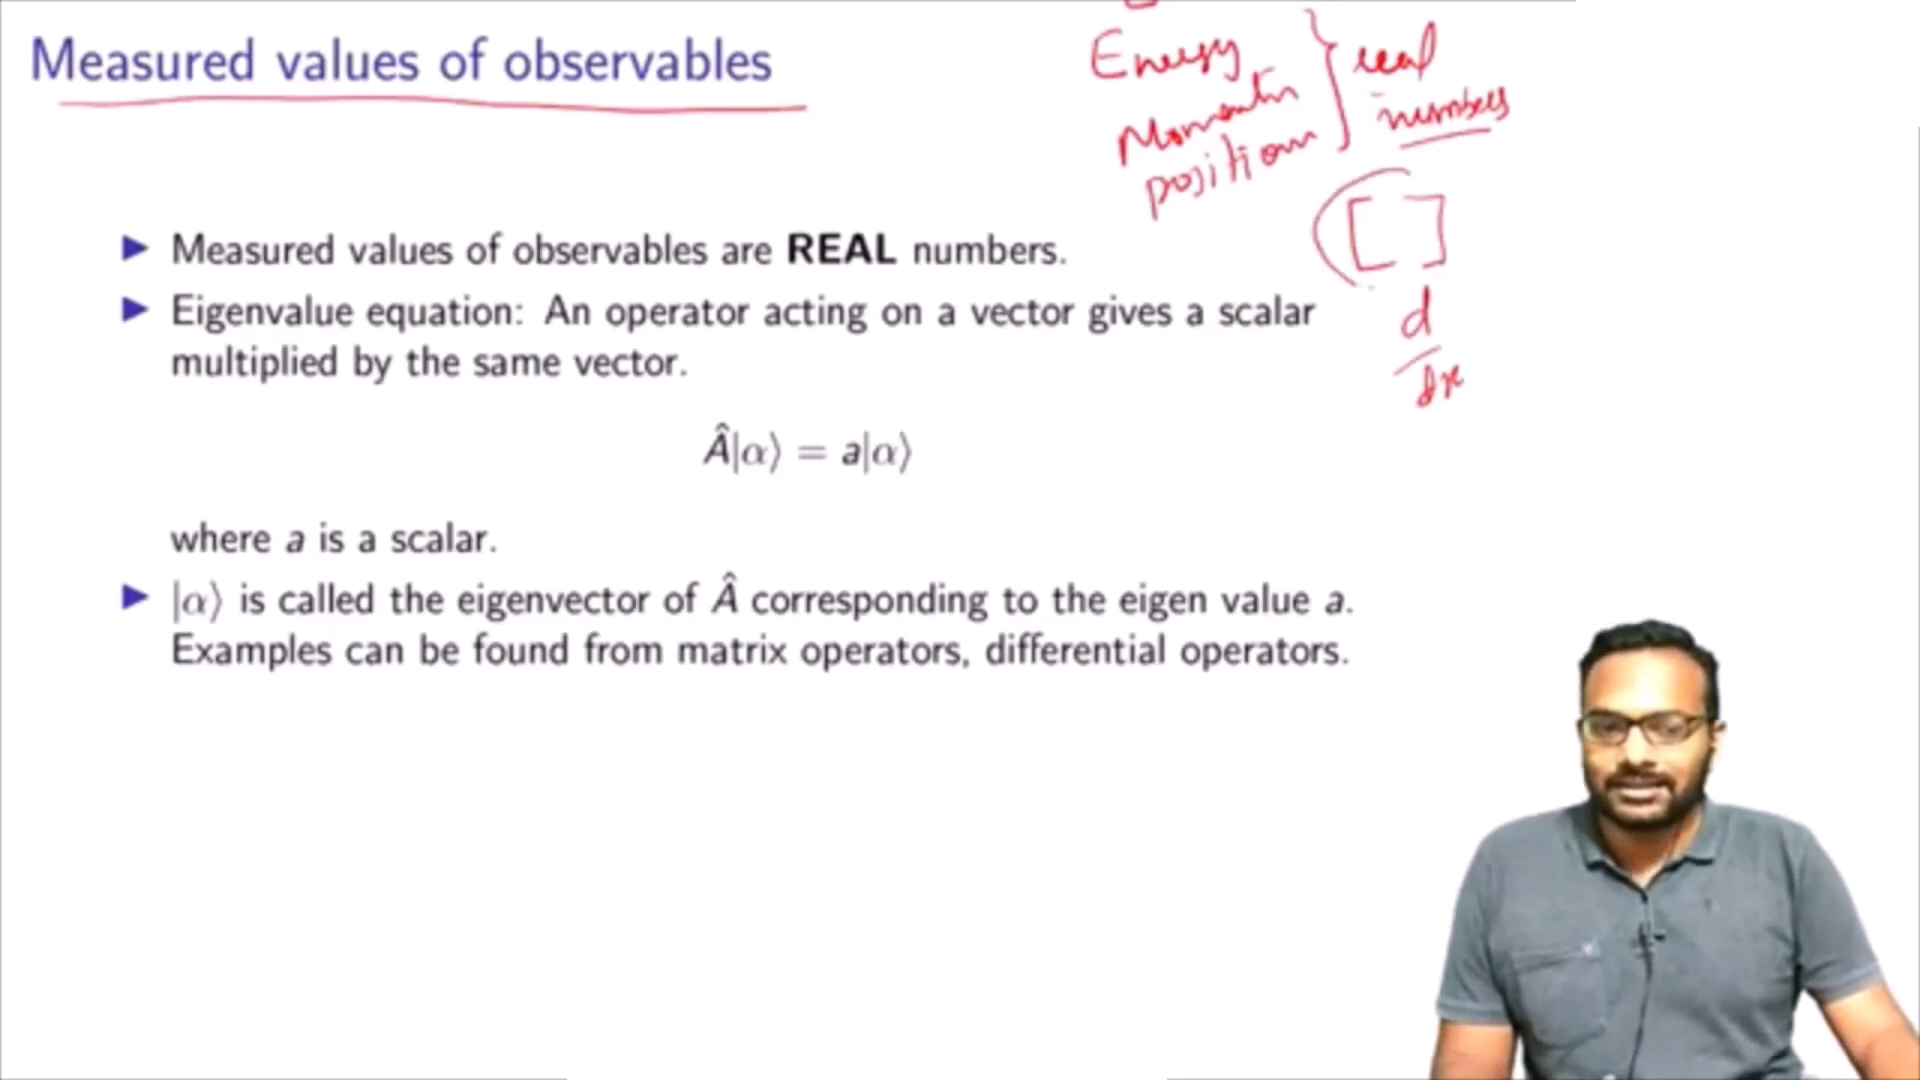 Measured values of observables
Energy
Momentm
position
real
numbers
[ ]
d
dx
▶ Measured values of observables are REAL numbers.
▶ Eigenvalue equation: An operator acting on a vector gives a scalar
multiplied by the same vector.
Â|α⟩ = a|α⟩
where a is a scalar.
▶ |α⟩ is called the eigenvector of  corresponding to the eigen value a.
Examples can be found from matrix operators, differential operators.